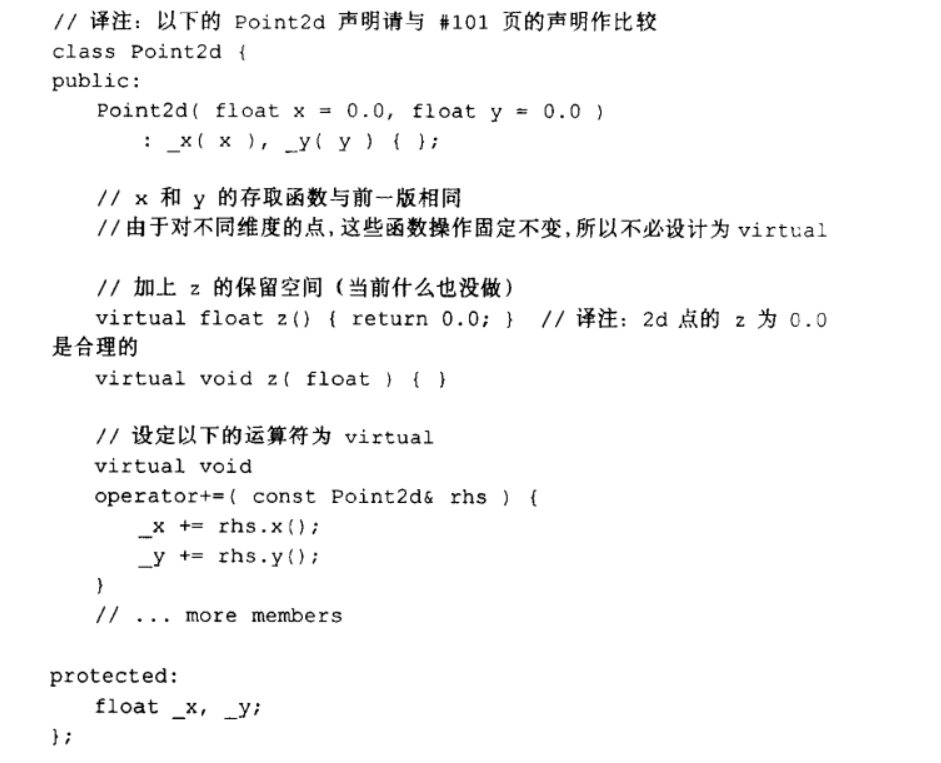 // 译注：以下的 Point2d 声明请与 #101 页的声明作比较
class Point2d {
public:
    Point2d( float x = 0.0, float y = 0.0 )
        : _x( x ), _y( y ) { };

    // x 和 y 的存取函数与前一版相同
    //由于对不同维度的点,这些函数操作固定不变,所以不必设计为 virtual

    // 加上 z 的保留空间（当前什么也没做）
    virtual float z() { return 0.0; }  // 译注：2d 点的 z 为 0.0
是合理的
    virtual void z( float ) { }

    // 设定以下的运算符为 virtual
    virtual void
    operator+=( const Point2d& rhs ) {
        _x += rhs.x();
        _y += rhs.y();
    }
    // ... more members

protected:
    float _x, _y;
};